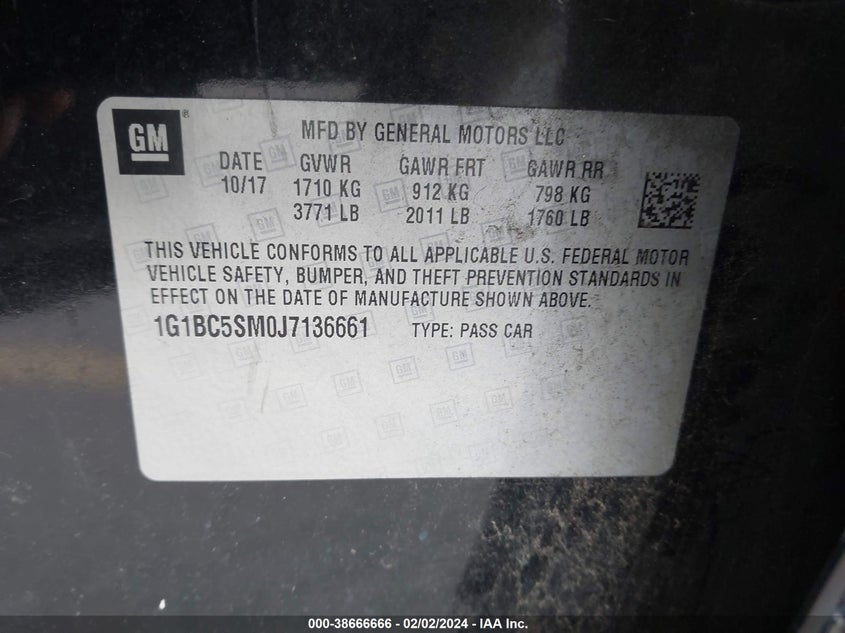 GM
MFD BY GENERAL MOTORS LLC
DATE GVWR GAWR FRT GAWR RR
10/17 1710 KG 912 KG 798 KG
3771 LB 2011 LB 1760 LB
THIS VEHICLE CONFORMS TO ALL APPLICABLE U.S. FEDERAL MOTOR
VEHICLE SAFETY, BUMPER, AND THEFT PREVENTION STANDARDS IN
EFFECT ON THE DATE OF MANUFACTURE SHOWN ABOVE.
1G1BC5SM0J7136661 TYPE: PASS CAR
000-38666666 - 02/02/2024 - IAA Inc.